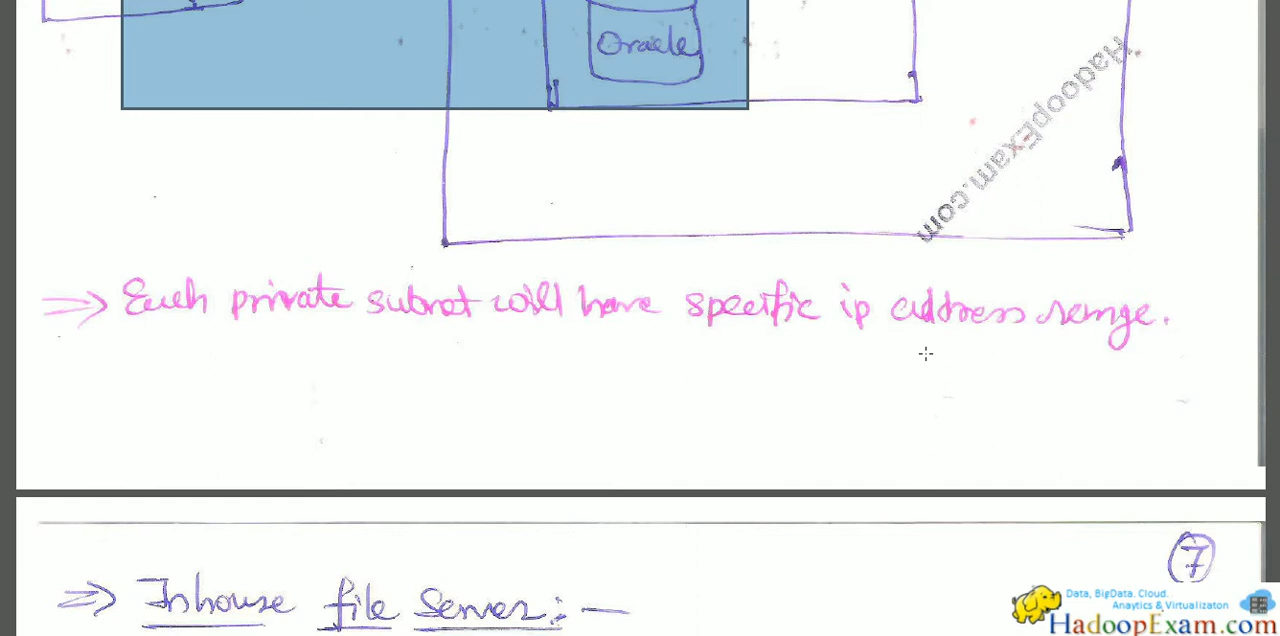 Oracle
HadoopExam.com
⇒ Each private subnet will have specific ip address range.
7
⇒ Inhouse file server:-
Data, BigData. Cloud..
Anaytics & Virtualizaton
HadoopExam.com